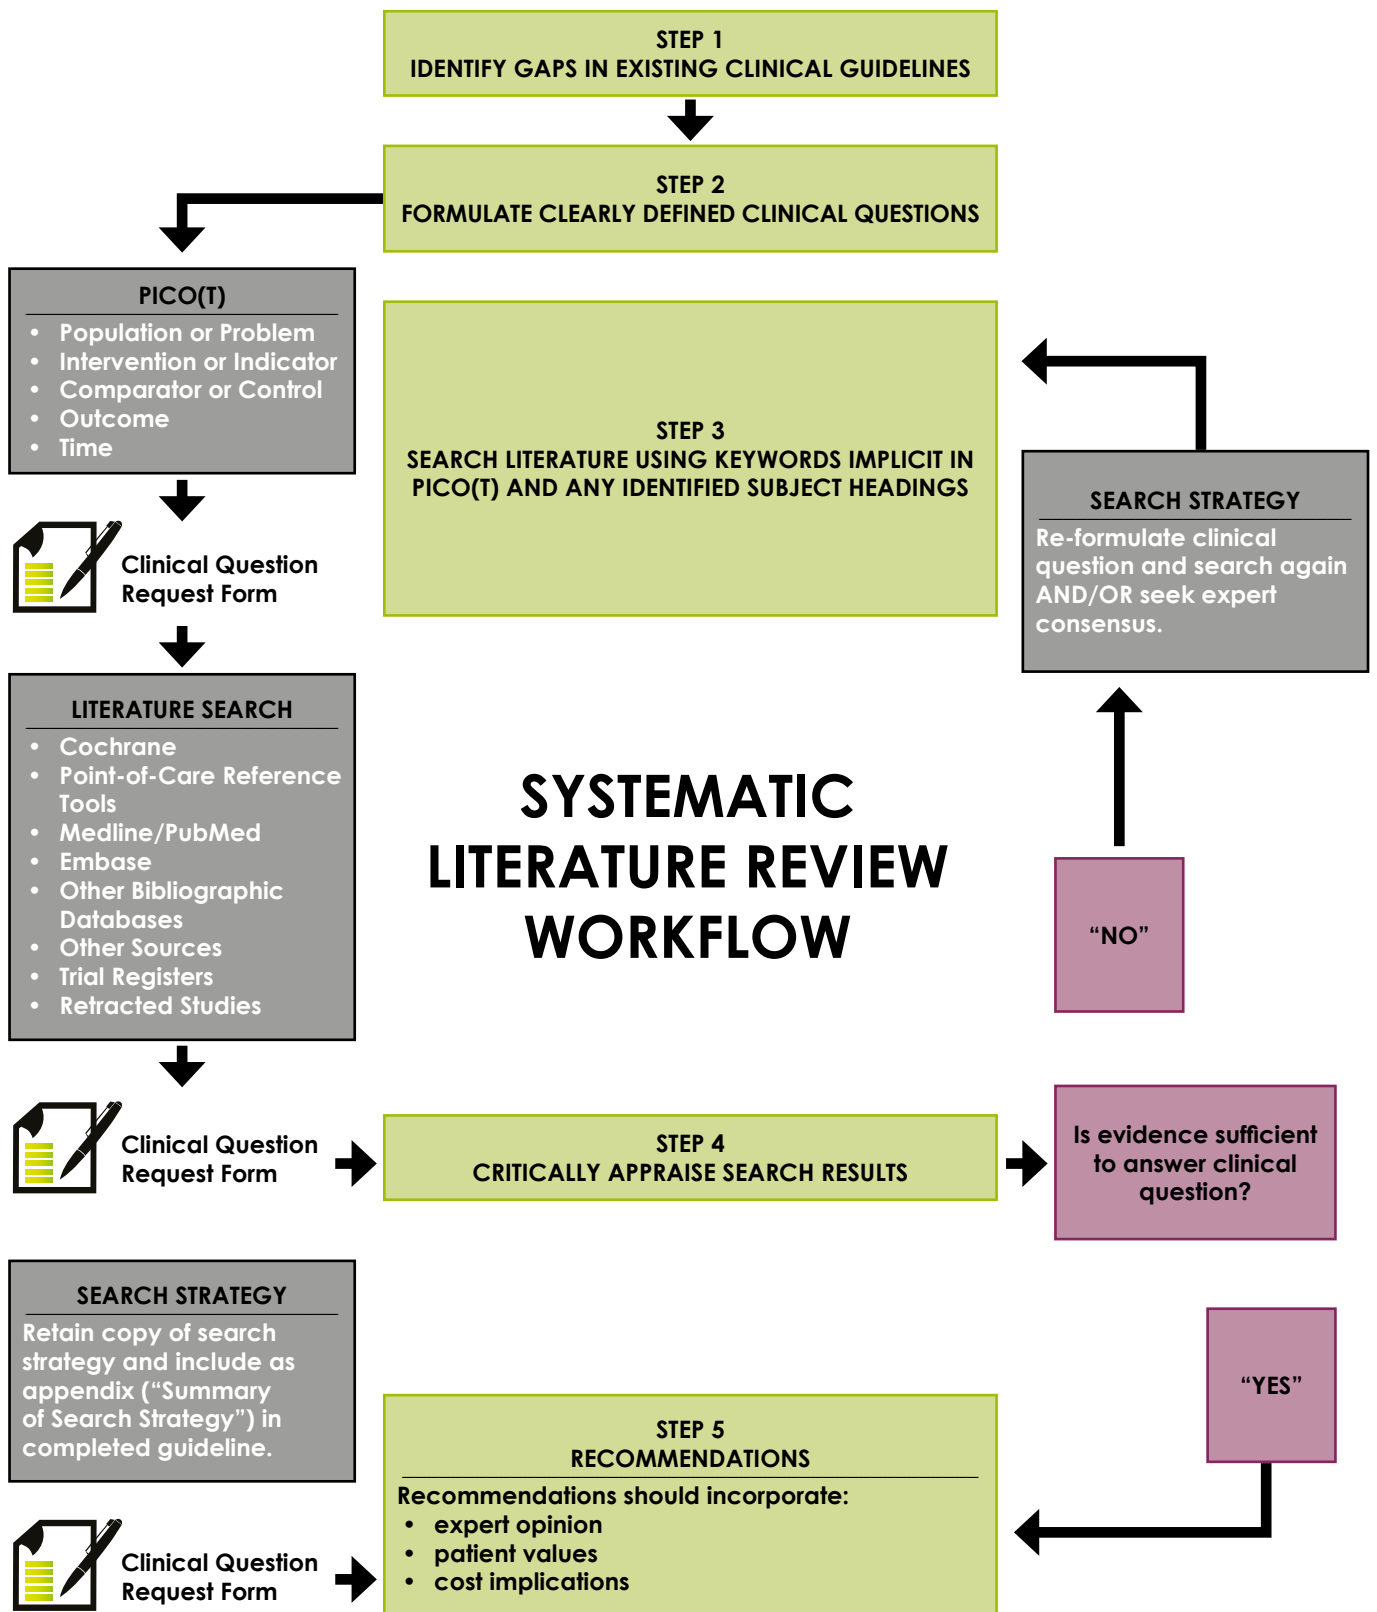 STEP 1
IDENTIFY GAPS IN EXISTING CLINICAL GUIDELINES
STEP 2
FORMULATE CLEARLY DEFINED CLINICAL QUESTIONS
PICO(T)
• Population or Problem
• Intervention or Indicator
• Comparator or Control
• Outcome
• Time
Clinical Question
Request Form
STEP 3
SEARCH LITERATURE USING KEYWORDS IMPLICIT IN
PICO(T) AND ANY IDENTIFIED SUBJECT HEADINGS
SEARCH STRATEGY
Re-formulate clinical
question and search again
AND/OR seek expert
consensus.
LITERATURE SEARCH
• Cochrane
• Point-of-Care Reference
Tools
• Medline/PubMed
• Embase
• Other Bibliographic
Databases
• Other Sources
• Trial Registers
• Retracted Studies
SYSTEMATIC
LITERATURE REVIEW
WORKFLOW
“NO”
Clinical Question
Request Form
STEP 4
CRITICALLY APPRAISE SEARCH RESULTS
Is evidence sufficient
to answer clinical
question?
SEARCH STRATEGY
Retain copy of search
strategy and include as
appendix (“Summary
of Search Strategy”) in
completed guideline.
“YES”
Clinical Question
Request Form
STEP 5
RECOMMENDATIONS
Recommendations should incorporate:
• expert opinion
• patient values
• cost implications